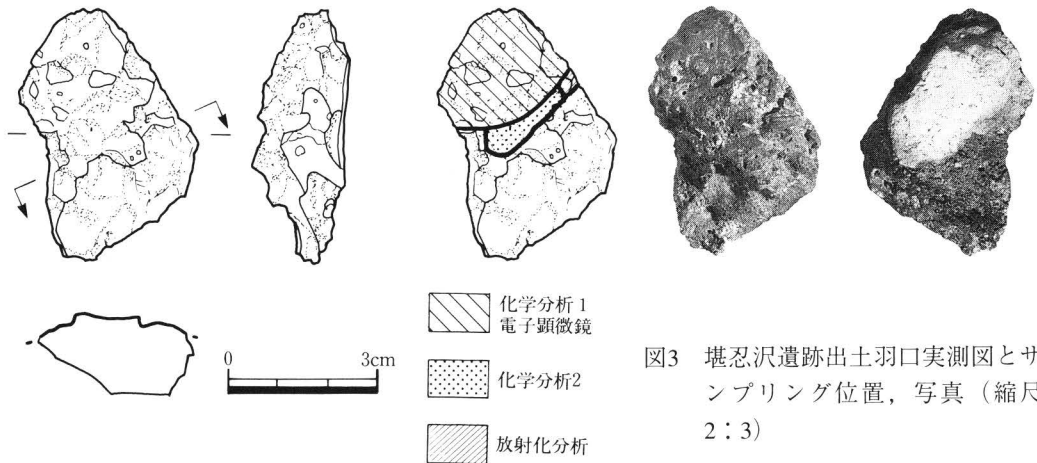 0
3cm
化学分析1
電子顕微鏡
化学分析2
放射化分析
図3　堪忍沢遺跡出土羽口実測図とサ
ンプリング位置，写真（縮尺
2：3）